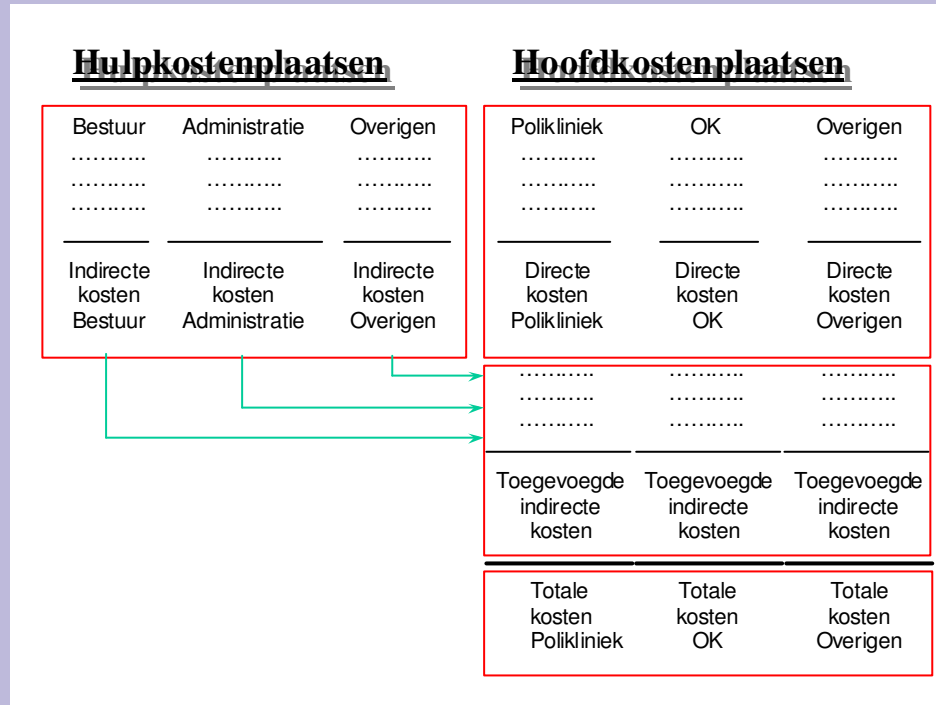 Hulpkostenplaatsen Hoofdkostenplaatsen
Bestuur Administratie Overigen
……….. ……….. ………..
……….. ……….. ………..
……….. ……….. ………..
Indirecte Indirecte Indirecte
kosten kosten kosten
Bestuur Administratie Overigen
Polikliniek OK Overigen
……….. ……….. ………..
……….. ……….. ………..
……….. ……….. ………..
Directe Directe Directe
kosten kosten kosten
Polikliniek OK Overigen
……….. ……….. ………..
……….. ……….. ………..
……….. ……….. ………..
Toegevoegde Toegevoegde Toegevoegde
indirecte indirecte indirecte
kosten kosten kosten
Totale Totale Totale
kosten kosten kosten
Polikliniek OK Overigen